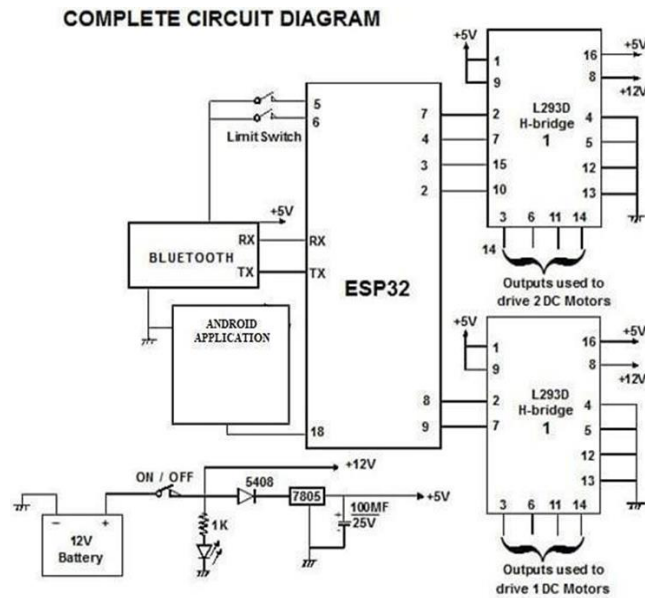 COMPLETE CIRCUIT DIAGRAM
+5V
1
9
16
+5V
8
+12V
L293D
H-bridge
1
2
7
15
10
4
5
12
13
3 6 11 14
14
Outputs used to
drive 2 DC Motors
5
6
Limit Switch
+5V
BLUETOOTH
RX
TX
RX
TX
ESP32
7
4
3
2
8
9
18
ANDROID
APPLICATION
+5V
1
9
16
+5V
8
+12V
L293D
H-bridge
1
2
7
4
5
12
13
3 6 11 14
Outputs used to
drive 1 DC Motors
ON / OFF
+12V
5408
7805
+5V
1K
100MF
25V
+
-
− +
12V
Battery